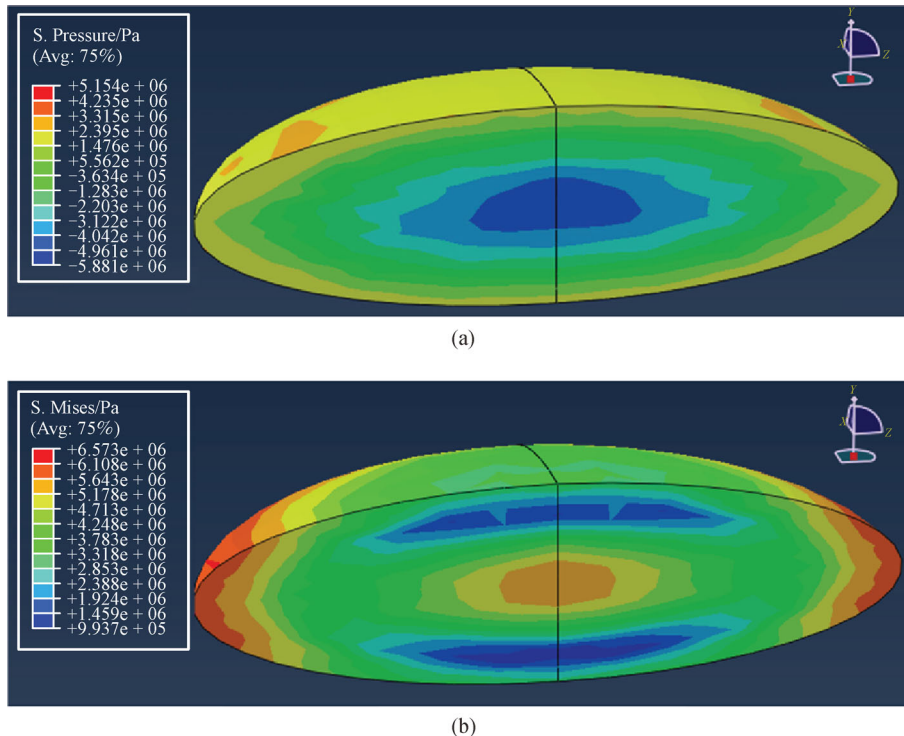 S. Pressure/Pa
(Avg: 75%)
+5.154e + 06
+4.235e + 06
+3.315e + 06
+2.395e + 06
+1.476e + 06
+5.562e + 05
−3.634e + 05
−1.283e + 06
−2.203e + 06
−3.122e + 06
−4.042e + 06
−4.961e + 06
−5.881e + 06
Y
X
Z
(a)
S. Mises/Pa
(Avg: 75%)
+6.573e + 06
+6.108e + 06
+5.643e + 06
+5.178e + 06
+4.713e + 06
+4.248e + 06
+3.783e + 06
+3.318e + 06
+2.853e + 06
+2.388e + 06
+1.924e + 06
+1.459e + 06
+9.937e + 05
Y
X
Z
(b)